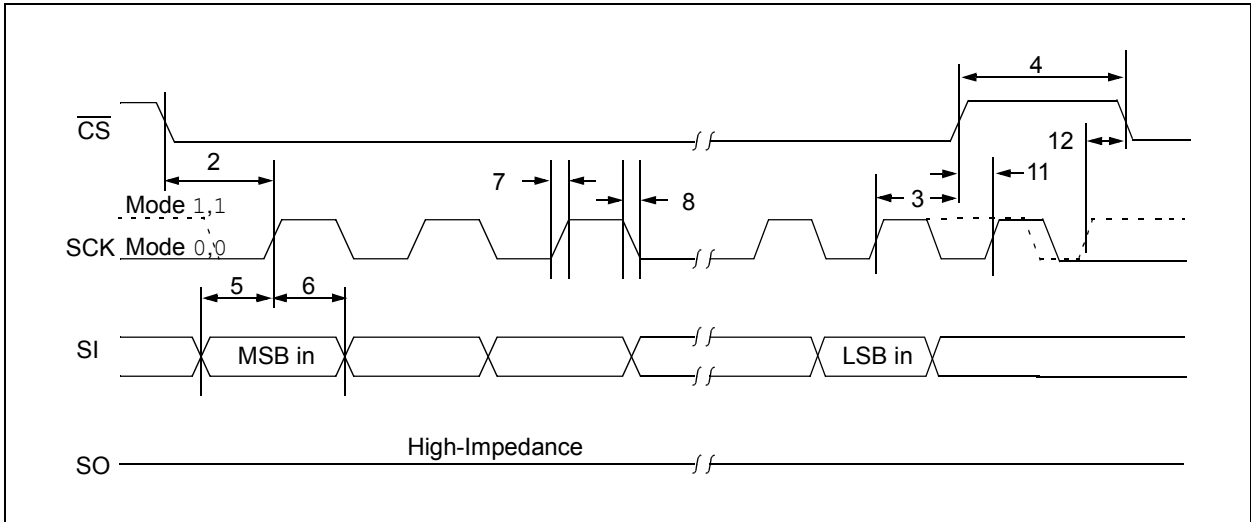 4
CS
12
2
7
8
3
11
Mode 1,1
SCK Mode 0,0
5
6
SI
MSB in
LSB in
High-Impedance
SO